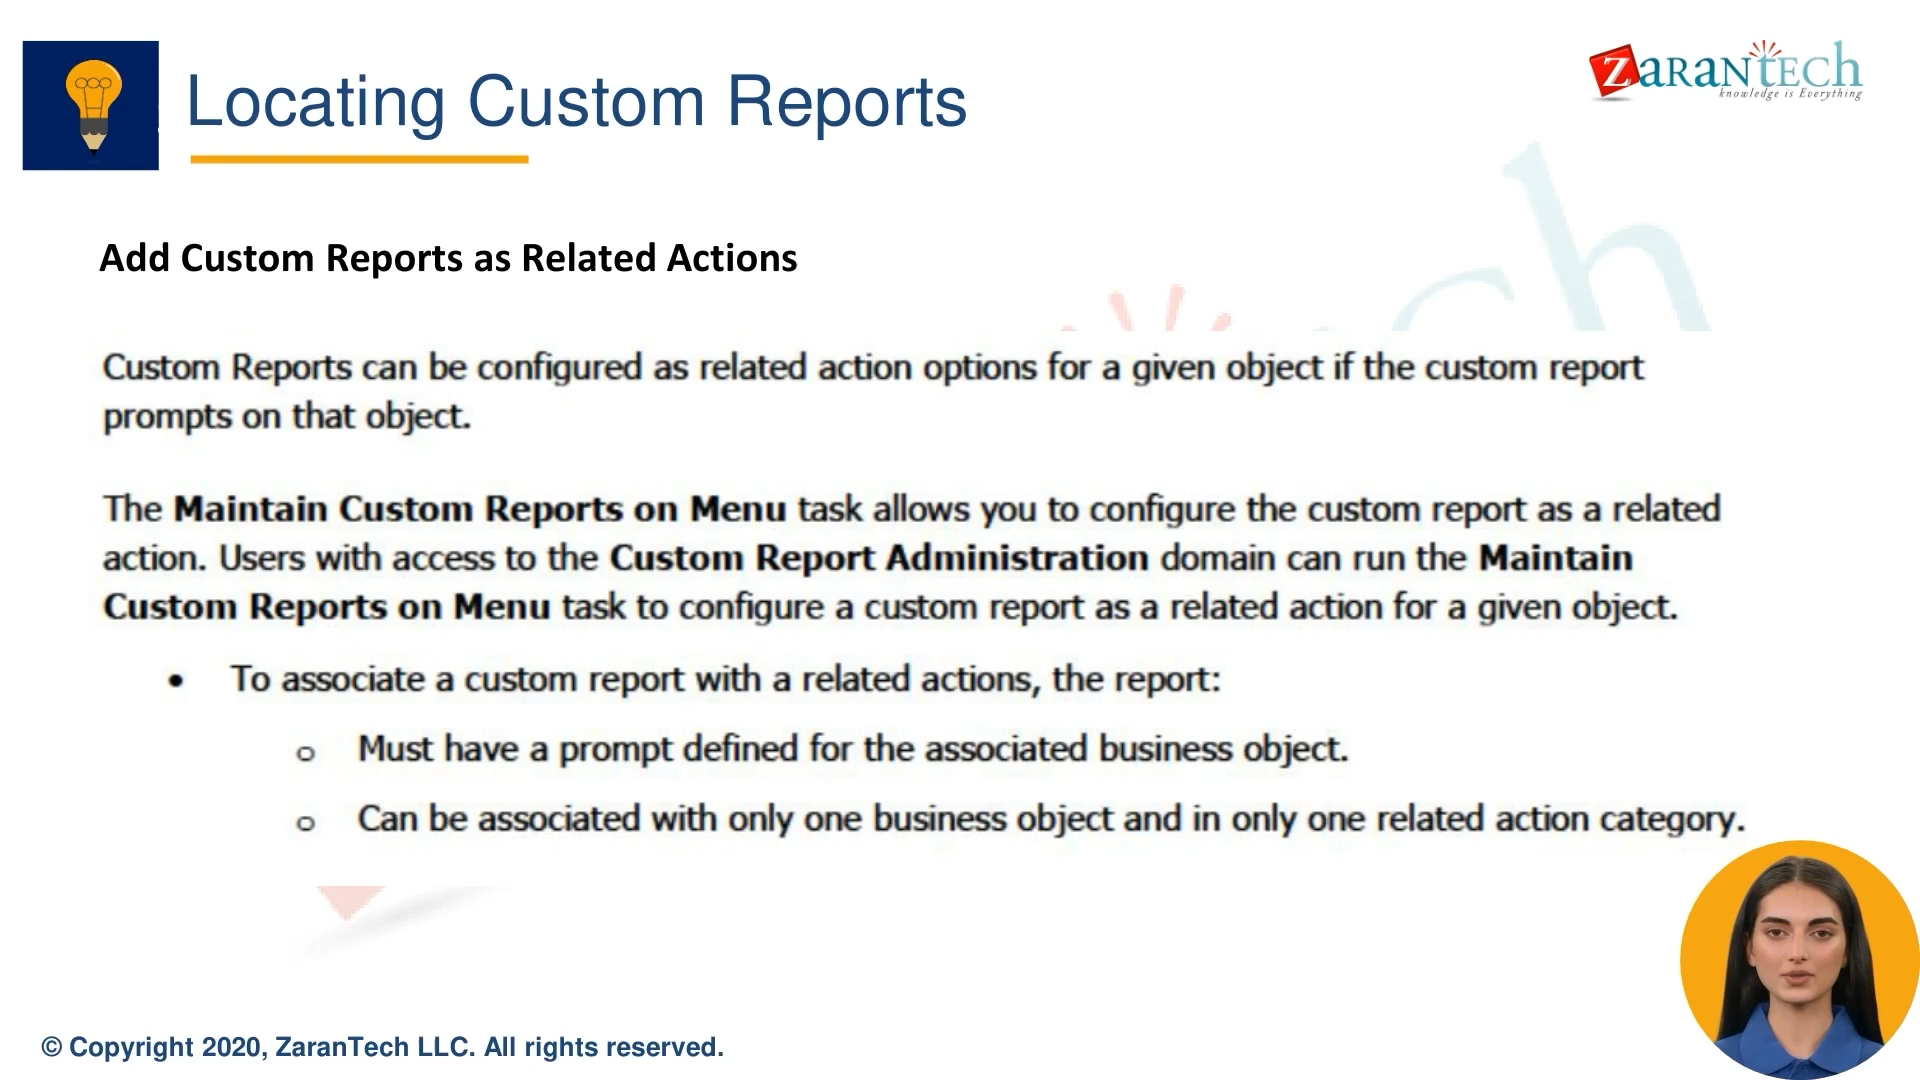 Locating Custom Reports
ZARANTECH
knowledge is Everything
Add Custom Reports as Related Actions
Custom Reports can be configured as related action options for a given object if the custom report
prompts on that object.
The Maintain Custom Reports on Menu task allows you to configure the custom report as a related
action. Users with access to the Custom Report Administration domain can run the Maintain
Custom Reports on Menu task to configure a custom report as a related action for a given object.
• To associate a custom report with a related actions, the report:
o Must have a prompt defined for the associated business object.
o Can be associated with only one business object and in only one related action category.
© Copyright 2020, ZaranTech LLC. All rights reserved.